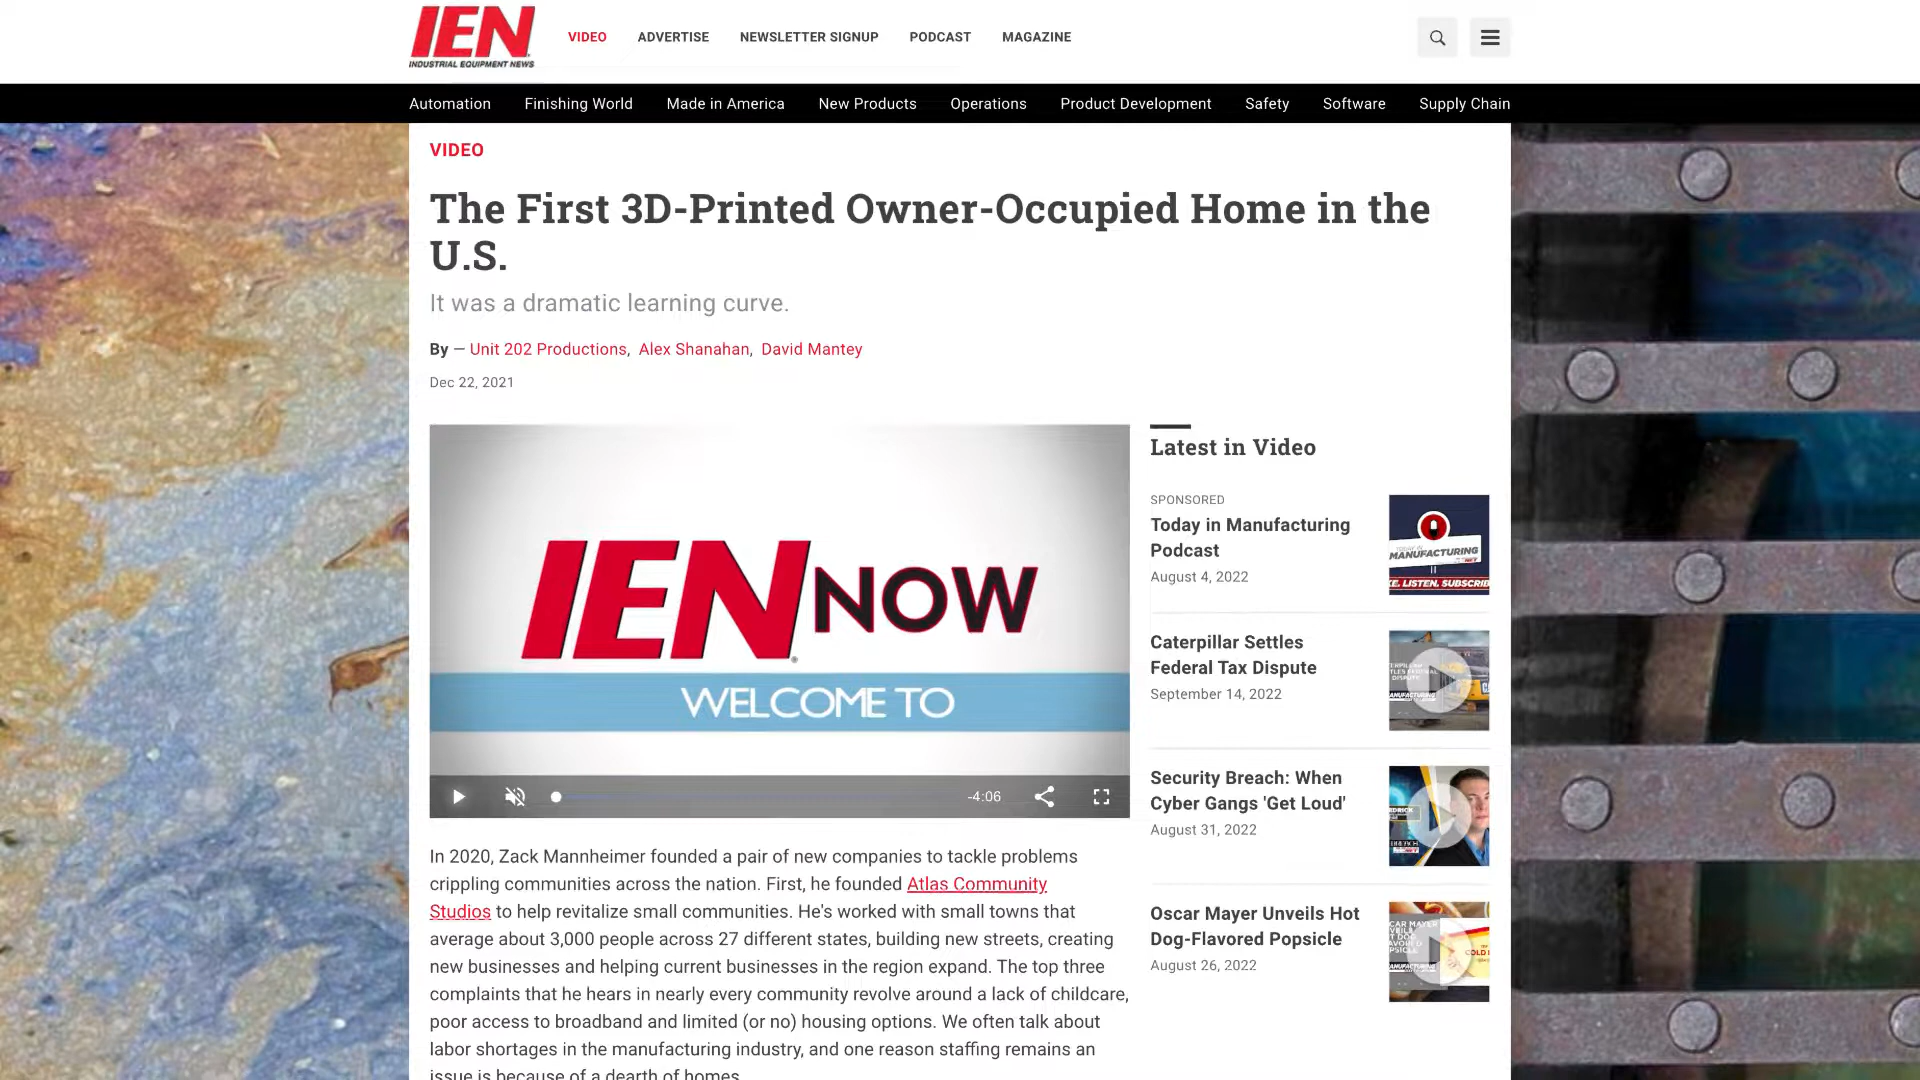 IEN
INDUSTRIAL EQUIPMENT NEWS
VIDEO ADVERTISE NEWSLETTER SIGNUP PODCAST MAGAZINE
Automation Finishing World Made in America New Products Operations Product Development Safety Software Supply Chain
VIDEO
The First 3D-Printed Owner-Occupied Home in the
U.S.
It was a dramatic learning curve.
By — Unit 202 Productions, Alex Shanahan, David Mantey
Dec 22, 2021
IEN NOW
WELCOME TO
-4:06
In 2020, Zack Mannheimer founded a pair of new companies to tackle problems
crippling communities across the nation. First, he founded Atlas Community
Studios to help revitalize small communities. He's worked with small towns that
average about 3,000 people across 27 different states, building new streets, creating
new businesses and helping current businesses in the region expand. The top three
complaints that he hears in nearly every community revolve around a lack of childcare,
poor access to broadband and limited (or no) housing options. We often talk about
labor shortages in the manufacturing industry, and one reason staffing remains an
issue is because of a dearth of homes.
Latest in Video
SPONSORED
Today in Manufacturing
Podcast
August 4, 2022
MANUFACTURING
Caterpillar Settles
Federal Tax Dispute
September 14, 2022
Security Breach: When
Cyber Gangs 'Get Loud'
August 31, 2022
Oscar Mayer Unveils Hot
Dog-Flavored Popsicle
August 26, 2022